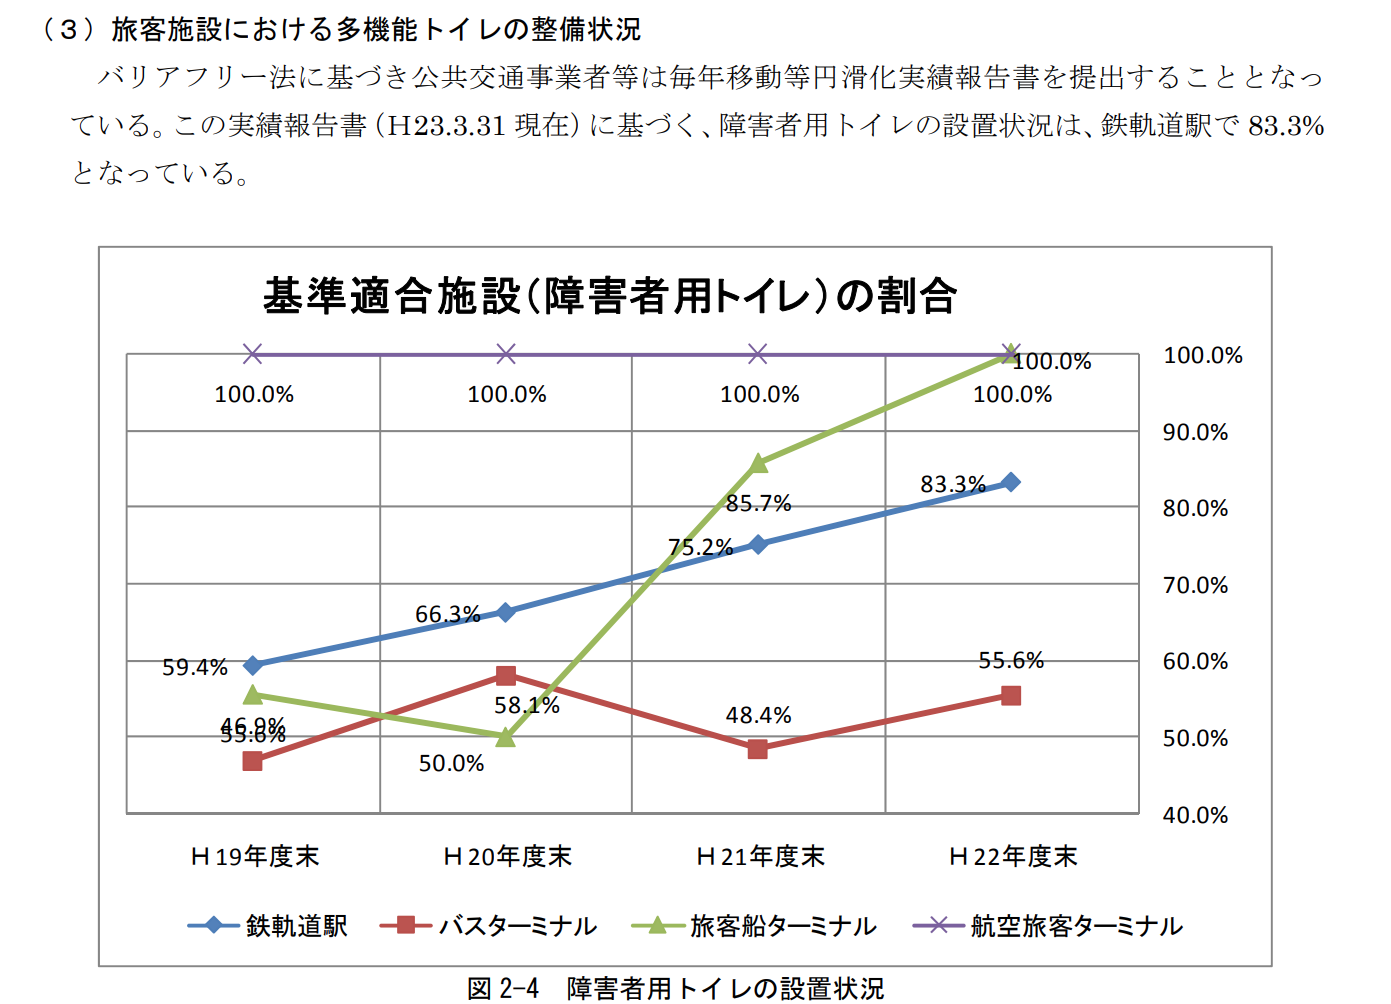 （３）旅客施設における多機能トイレの整備状況
バリアフリー法に基づき公共交通事業者等は毎年移動等円滑化実績報告書を提出することとなっ
ている。この実績報告書（Ｈ23.3.31 現在）に基づく、障害者用トイレの設置状況は、鉄軌道駅で 83.3%
となっている。
基準適合施設（障害者用トイレ）の割合
100.0%
100.0%
100.0%
100.0%
100.0%
100.0%
90.0%
80.0%
70.0%
60.0%
50.0%
40.0%
83.3%
85.7%
75.2%
66.3%
59.4%
55.6%
58.1%
48.4%
46.9%
55.6%
50.0%
Ｈ19年度末
Ｈ20年度末
Ｈ21年度末
Ｈ22年度末
鉄軌道駅
バスターミナル
旅客船ターミナル
航空旅客ターミナル
図 2-4　障害者用トイレの設置状況